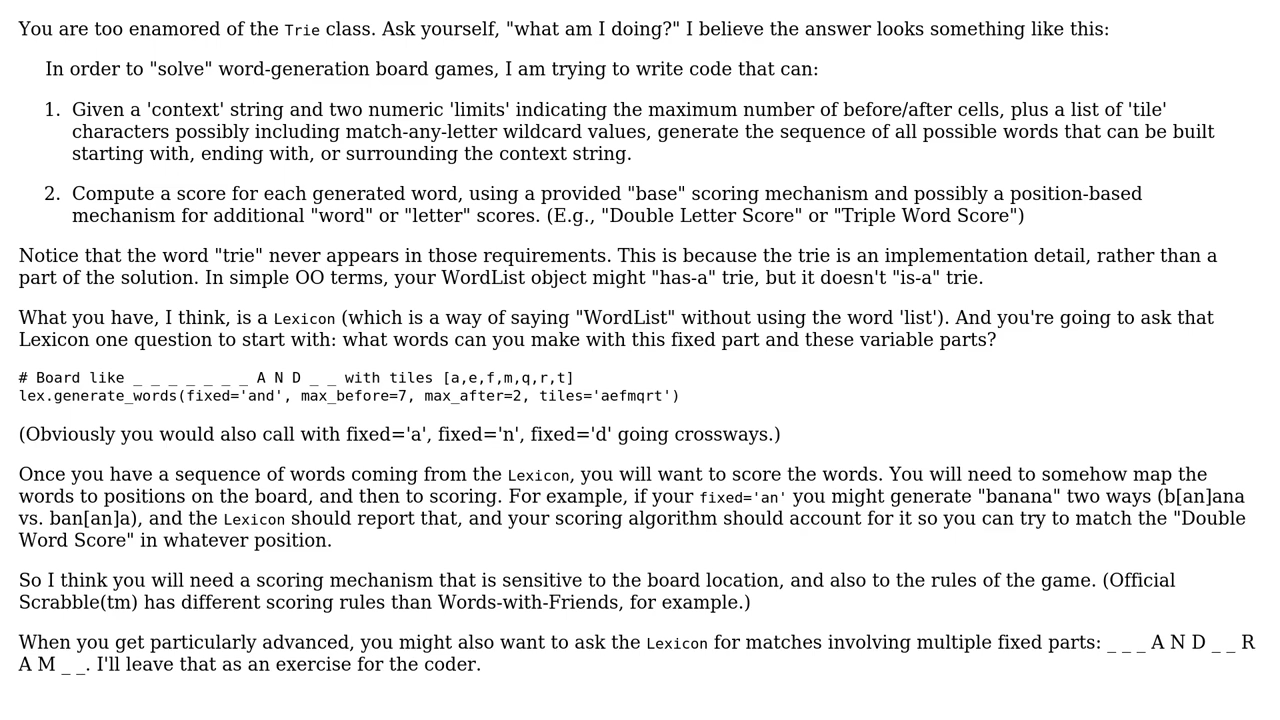 You are too enamored of the Trie class. Ask yourself, "what am I doing?" I believe the answer looks something like this:
In order to "solve" word-generation board games, I am trying to write code that can:
1. Given a 'context' string and two numeric 'limits' indicating the maximum number of before/after cells, plus a list of 'tile'
characters possibly including match-any-letter wildcard values, generate the sequence of all possible words that can be built
starting with, ending with, or surrounding the context string.
2. Compute a score for each generated word, using a provided "base" scoring mechanism and possibly a position-based
mechanism for additional "word" or "letter" scores. (E.g., "Double Letter Score" or "Triple Word Score")
Notice that the word "trie" never appears in those requirements. This is because the trie is an implementation detail, rather than a
part of the solution. In simple OO terms, your WordList object might "has-a" trie, but it doesn't "is-a" trie.
What you have, I think, is a Lexicon (which is a way of saying "WordList" without using the word 'list'). And you're going to ask that
Lexicon one question to start with: what words can you make with this fixed part and these variable parts?
# Board like _ _ _ _ _ _ _ A N D _ _ with tiles [a,e,f,m,q,r,t]
lex.generate_words(fixed='and', max_before=7, max_after=2, tiles='aefmqrt')
(Obviously you would also call with fixed='a', fixed='n', fixed='d' going crossways.)
Once you have a sequence of words coming from the Lexicon, you will want to score the words. You will need to somehow map the
words to positions on the board, and then to scoring. For example, if your fixed='an' you might generate "banana" two ways (b[an]ana
vs. ban[an]a), and the Lexicon should report that, and your scoring algorithm should account for it so you can try to match the "Double
Word Score" in whatever position.
So I think you will need a scoring mechanism that is sensitive to the board location, and also to the rules of the game. (Official
Scrabble(tm) has different scoring rules than Words-with-Friends, for example.)
When you get particularly advanced, you might also want to ask the Lexicon for matches involving multiple fixed parts: _ _ _ A N D _ _ R
A M _ _. I'll leave that as an exercise for the coder.